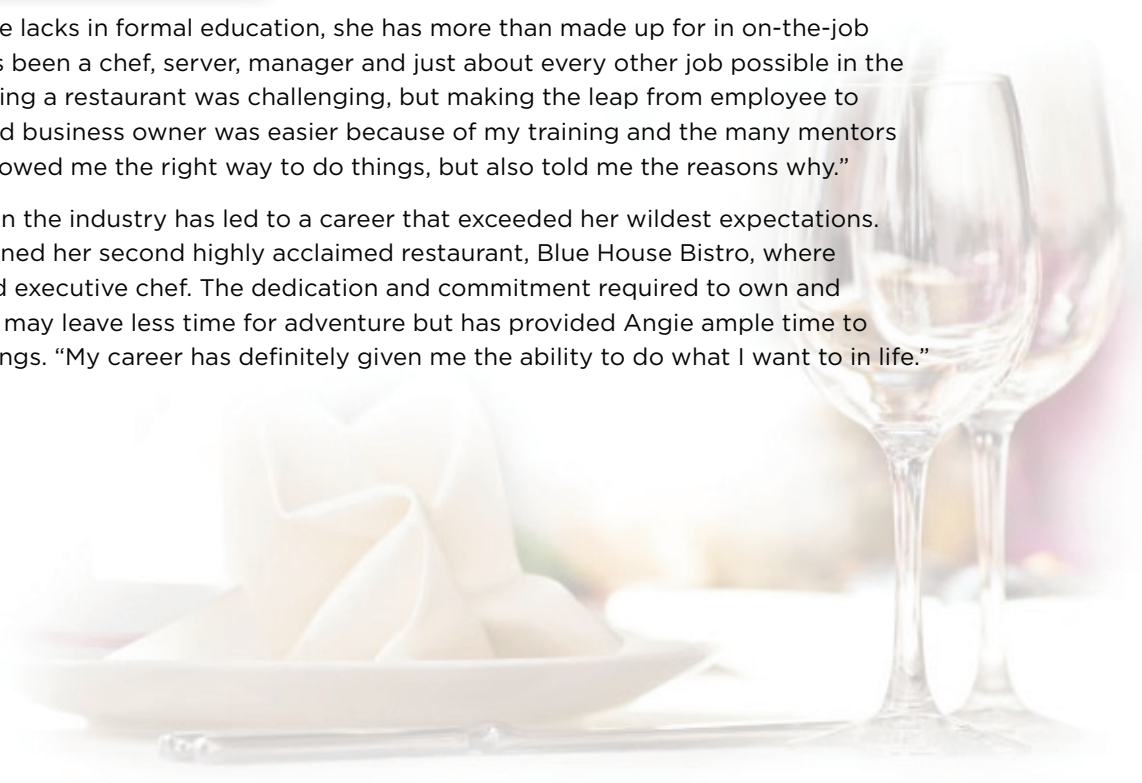 e lacks in formal education, she has more than made up for in on-the-job
s been a chef, server, manager and just about every other job possible in the
ing a restaurant was challenging, but making the leap from employee to
d business owner was easier because of my training and the many mentors
owed me the right way to do things, but also told me the reasons why.”
n the industry has led to a career that exceeded her wildest expectations.
ned her second highly acclaimed restaurant, Blue House Bistro, where
d executive chef. The dedication and commitment required to own and
may leave less time for adventure but has provided Angie ample time to
ngs. “My career has definitely given me the ability to do what I want to in life.”